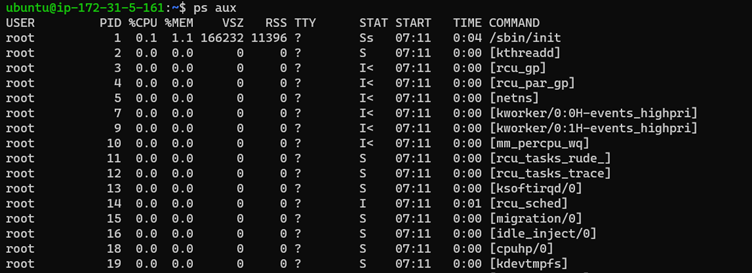 ubuntu@ip-172-31-5-161:~$ ps aux
USER         PID %CPU %MEM    VSZ   RSS TTY      STAT START   TIME COMMAND
root           1  0.1  1.1 166232 11396 ?        Ss   07:11   0:04 /sbin/init
root           2  0.0  0.0      0     0 ?        S    07:11   0:00 [kthreadd]
root           3  0.0  0.0      0     0 ?        I<   07:11   0:00 [rcu_gp]
root           4  0.0  0.0      0     0 ?        I<   07:11   0:00 [rcu_par_gp]
root           5  0.0  0.0      0     0 ?        I<   07:11   0:00 [netns]
root           7  0.0  0.0      0     0 ?        I<   07:11   0:00 [kworker/0:0H-events_highpri]
root           9  0.0  0.0      0     0 ?        I<   07:11   0:00 [kworker/0:1H-events_highpri]
root          10  0.0  0.0      0     0 ?        I<   07:11   0:00 [mm_percpu_wq]
root          11  0.0  0.0      0     0 ?        S    07:11   0:00 [rcu_tasks_rude_]
root          12  0.0  0.0      0     0 ?        S    07:11   0:00 [rcu_tasks_trace]
root          13  0.0  0.0      0     0 ?        S    07:11   0:00 [ksoftirqd/0]
root          14  0.0  0.0      0     0 ?        I    07:11   0:01 [rcu_sched]
root          15  0.0  0.0      0     0 ?        S    07:11   0:00 [migration/0]
root          16  0.0  0.0      0     0 ?        S    07:11   0:00 [idle_inject/0]
root          18  0.0  0.0      0     0 ?        S    07:11   0:00 [cpuhp/0]
root          19  0.0  0.0      0     0 ?        S    07:11   0:00 [kdevtmpfs]